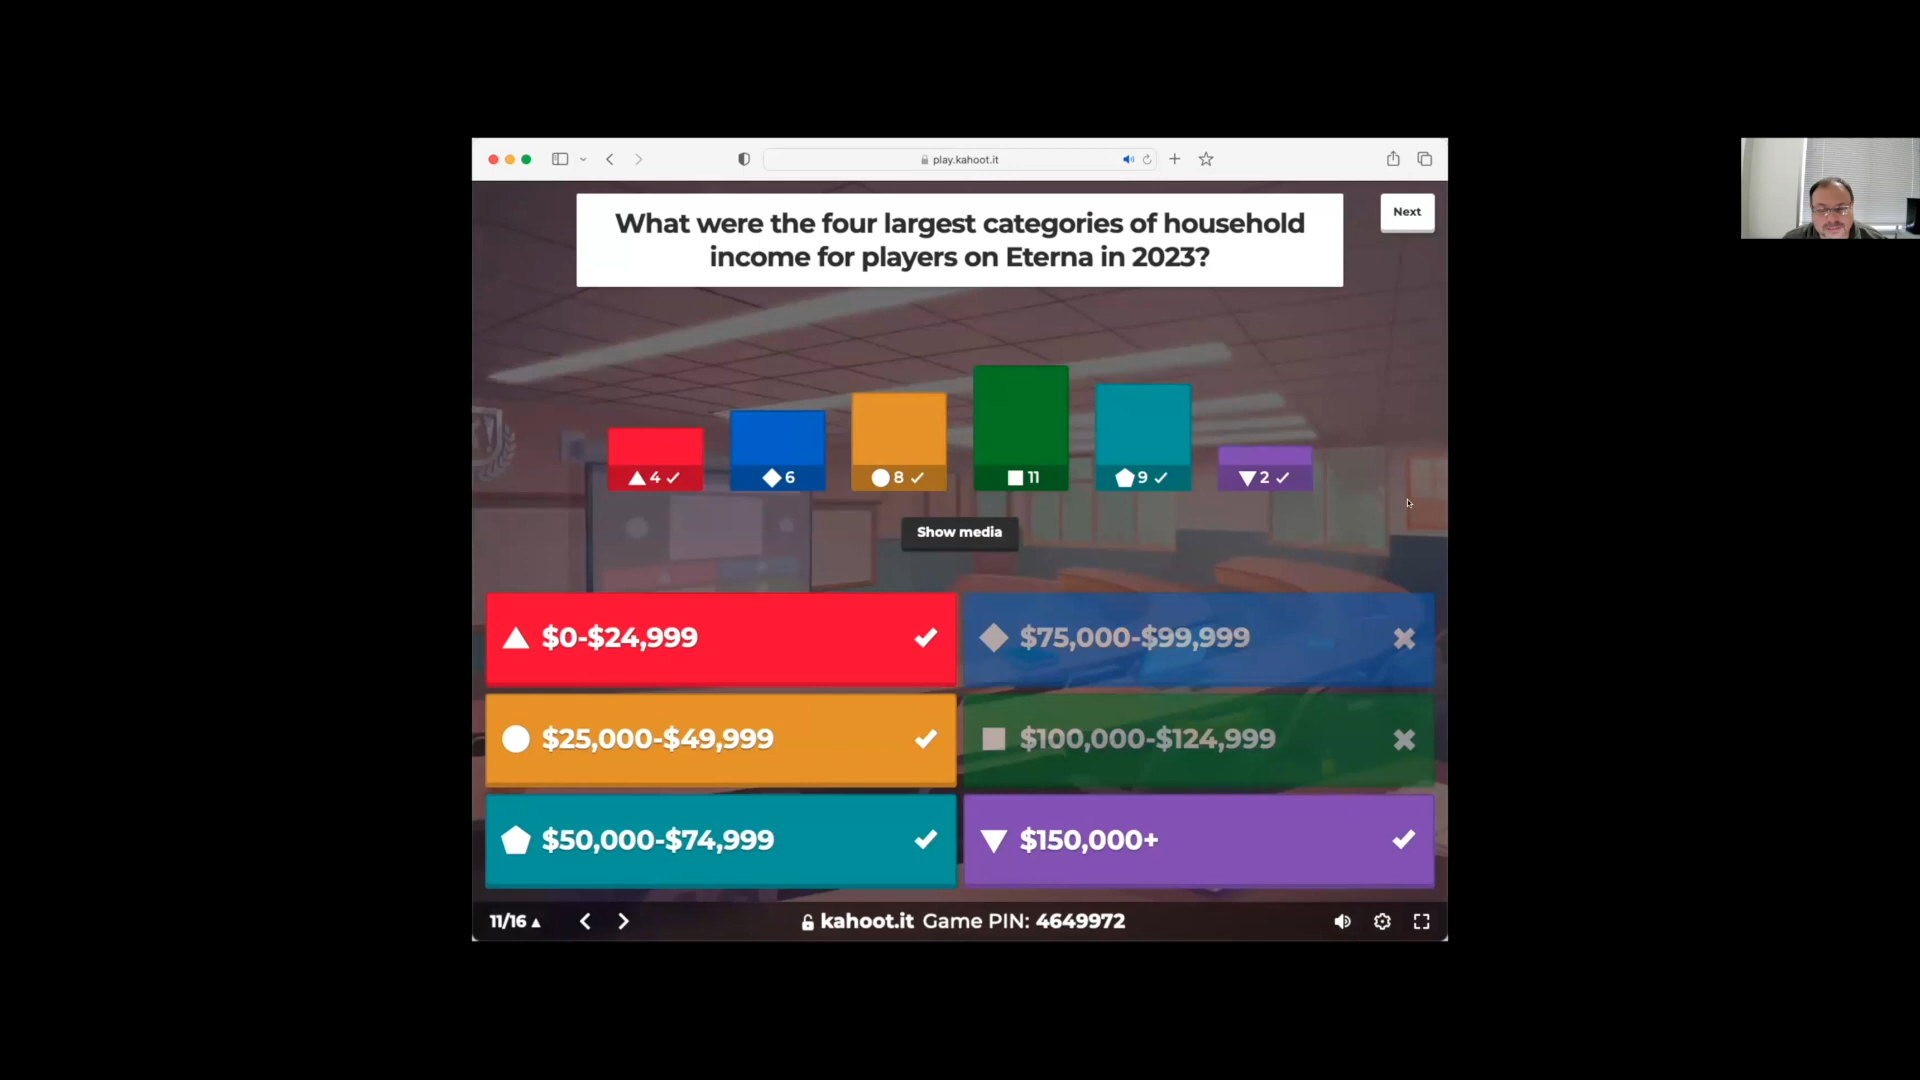 play.kahoot.it
What were the four largest categories of household
income for players on Eterna in 2023?
Next
4
6
8
11
9
2
Show media
$0-$24,999
$75,000-$99,999
$25,000-$49,999
$100,000-$124,999
$50,000-$74,999
$150,000+
11/16
kahoot.it Game PIN: 4649972